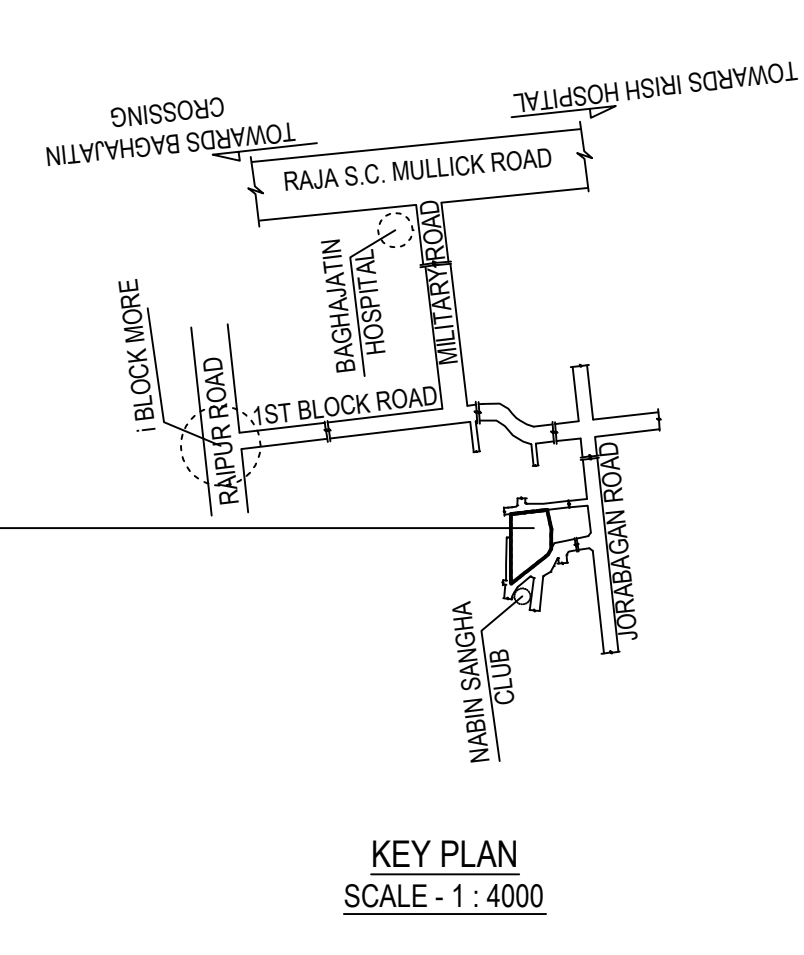 TOWARDS IRISH HOSPITAL
TOWARDS BAGHAJATIN
CROSSING
RAJA S.C. MULLICK ROAD
BAGHAJATIN
HOSPITAL
MILITARY ROAD
i BLOCK MORE
RAIPUR ROAD
1ST BLOCK ROAD
JORABAGAN ROAD
NABIN SANGHA
CLUB
KEY PLAN
SCALE - 1 : 4000